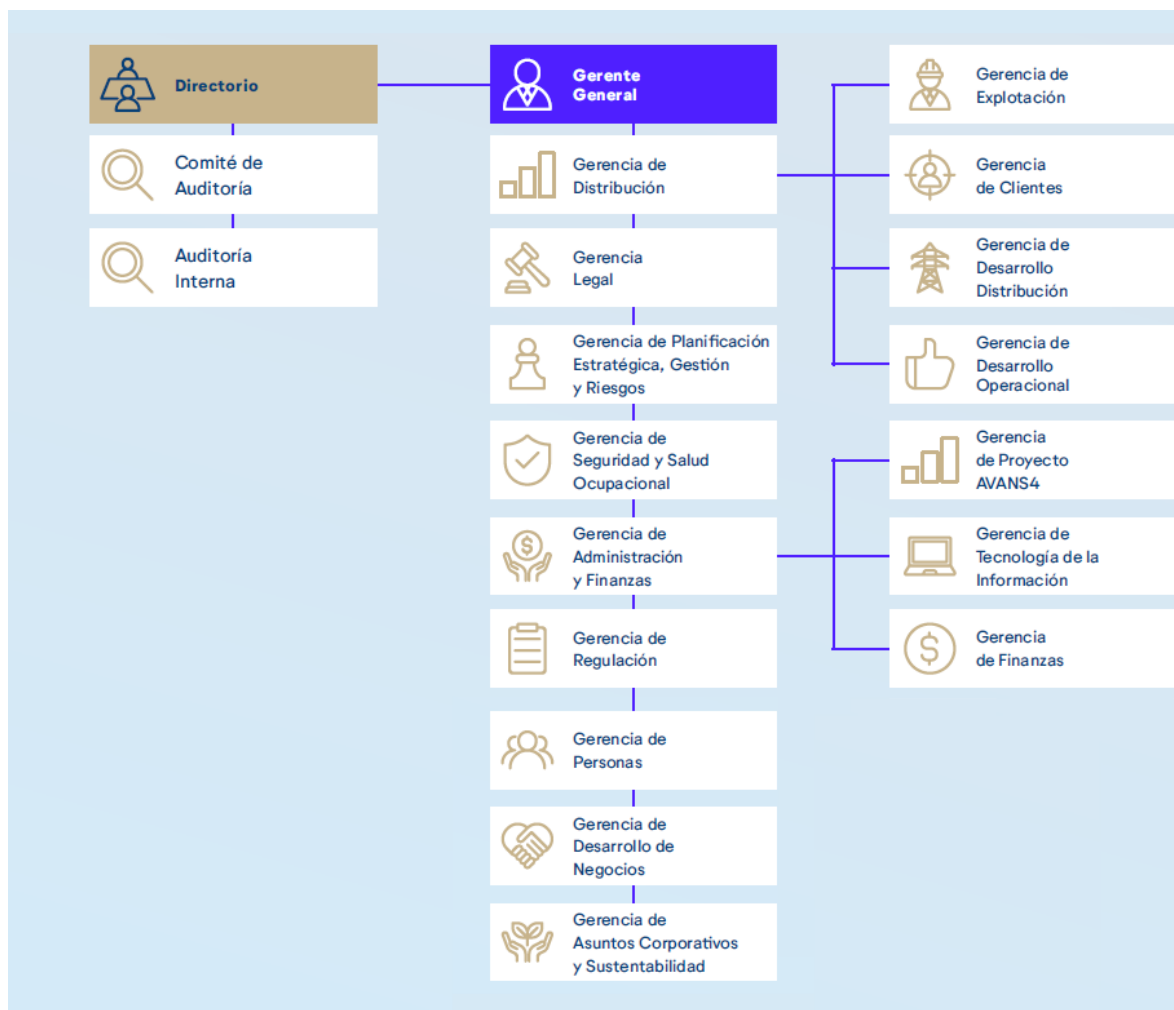 Directorio
Comité de
Auditoría
Auditoría
Interna
Gerente
General
Gerencia de
Distribución
Gerencia
Legal
Gerencia de Planificación
Estratégica, Gestión
y Riesgos
Gerencia de
Seguridad y Salud
Ocupacional
Gerencia de
Administración
y Finanzas
Gerencia de
Regulación
Gerencia de
Personas
Gerencia de
Desarrollo de
Negocios
Gerencia de
Asuntos Corporativos
y Sustentabilidad
Gerencia de
Explotación
Gerencia
de Clientes
Gerencia de
Desarrollo
Distribución
Gerencia de
Desarrollo
Operacional
Gerencia
de Proyecto
AVANS4
Gerencia de
Tecnología de la
Información
Gerencia
de Finanzas